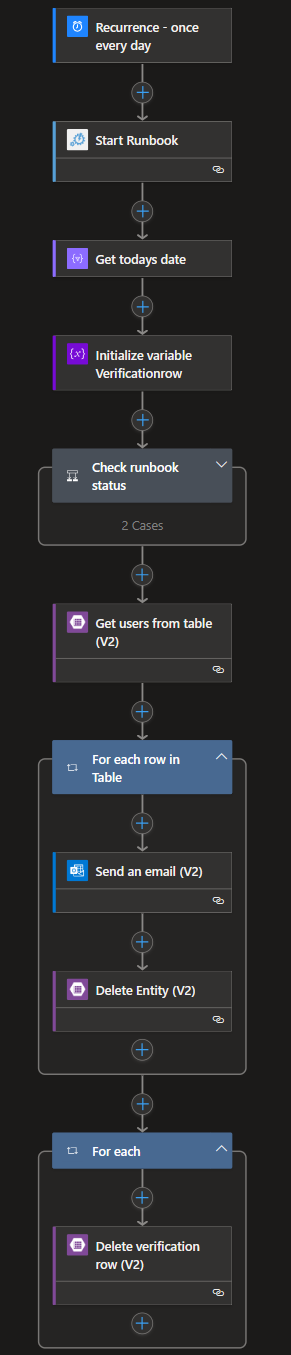 Recurrence - once
every day
Start Runbook
Get todays date
Initialize variable
Verificationrow
Check runbook
status
2 Cases
Get users from table
(V2)
For each row in
Table
Send an email (V2)
Delete Entity (V2)
For each
Delete verification
row (V2)